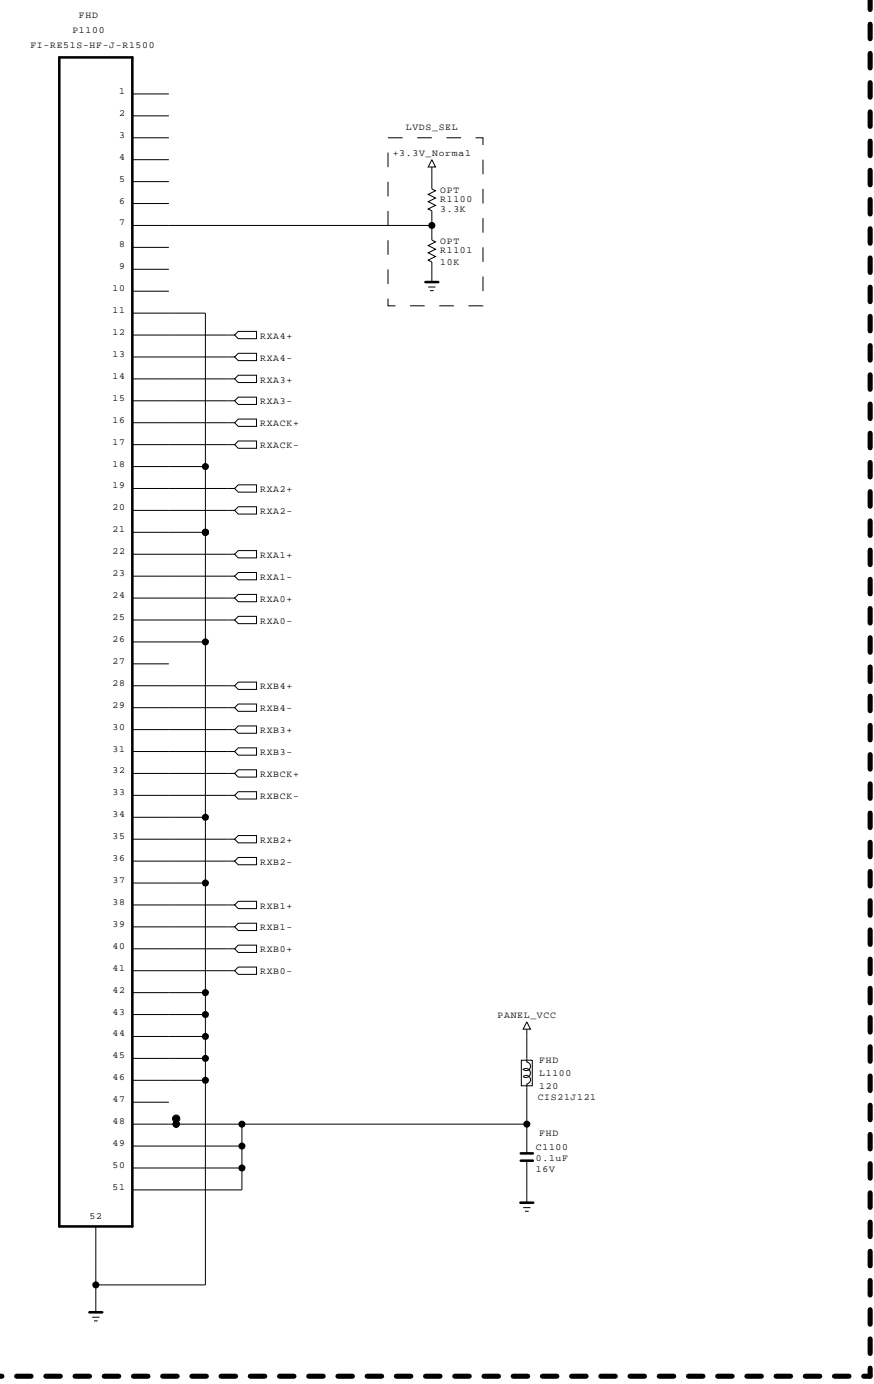 FHD
P1100
FI-RE51S-HF-J-R1500
1
2
3
4
5
6
7
8
9
10
11
12
13
14
15
16
17
18
19
20
21
22
23
24
25
26
27
28
29
30
31
32
33
34
35
36
37
38
39
40
41
42
43
44
45
46
47
48
49
50
51
52
LVDS_SEL
+3.3V_Normal
OPT
R1100
3.3K
OPT
R1101
10K
RXA4+
RXA4-
RXA3+
RXA3-
RXACK+
RXACK-
RXA2+
RXA2-
RXA1+
RXA1-
RXA0+
RXA0-
RXB4+
RXB4-
RXB3+
RXB3-
RXBCK+
RXBCK-
RXB2+
RXB2-
RXB1+
RXB1-
RXB0+
RXB0-
PANEL_VCC
FHD
L1100
120
CIS21J121
FHD
C1100
0.1uF
16V